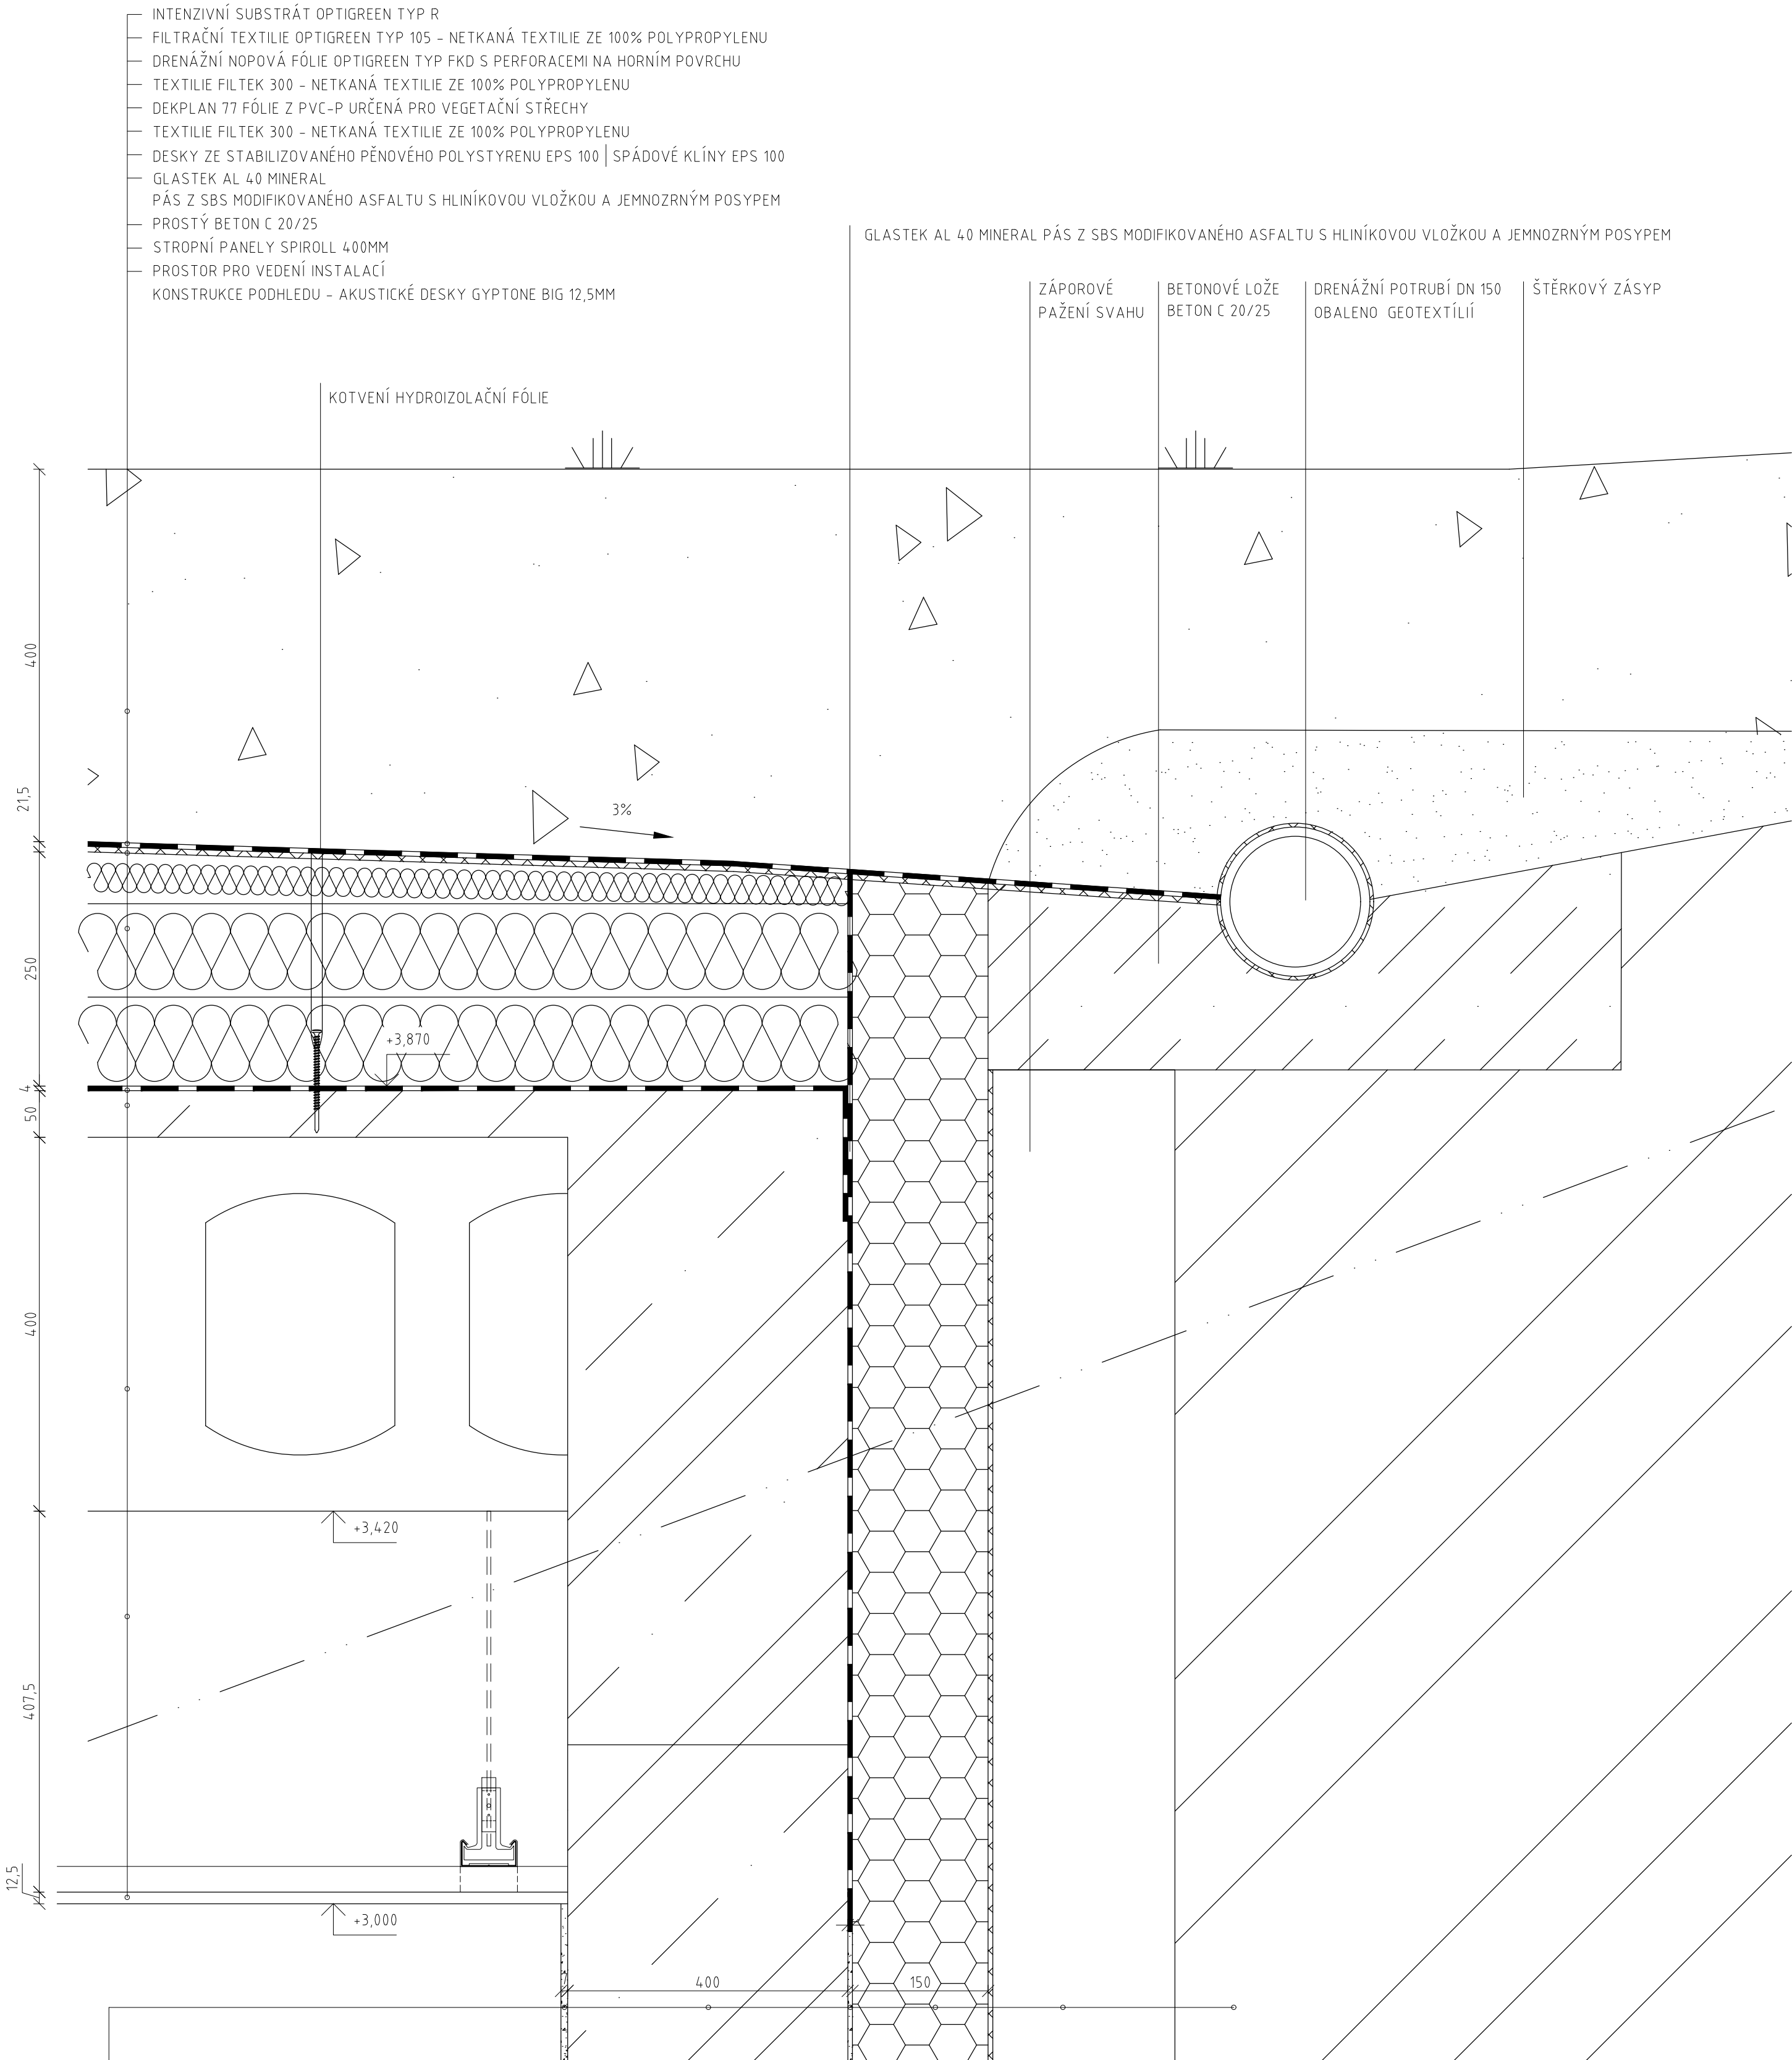 INTENZIVNÍ SUBSTRÁT OPTIGREEN TYP R
FILTRAČNÍ TEXTILIE OPTIGREEN TYP 105 - NETKANÁ TEXTILIE ZE 100% POLYPROPYLENU
DRENÁŽNÍ NOPOVÁ FÓLIE OPTIGREEN TYP FKD S PERFORACEMI NA HORNÍM POVRCHU
TEXTILIE FILTEK 300 - NETKANÁ TEXTILIE ZE 100% POLYPROPYLENU
DEKPLAN 77 FÓLIE Z PVC-P URČENÁ PRO VEGETAČNÍ STŘECHY
TEXTILIE FILTEK 300 - NETKANÁ TEXTILIE ZE 100% POLYPROPYLENU
DESKY ZE STABILIZOVANÉHO PĚNOVÉHO POLYSTYRENU EPS 100 | SPÁDOVÉ KLÍNY EPS 100
GLASTEK AL 40 MINERAL
PÁS Z SBS MODIFIKOVANÉHO ASFALTU S HLINÍKOVOU VLOŽKOU A JEMNOZRNÝM POSYPEM
PROSTÝ BETON C 20/25
STROPNÍ PANELY SPIROLL 400MM
PROSTOR PRO VEDENÍ INSTALACÍ
KONSTRUKCE PODHLEDU - AKUSTICKÉ DESKY GYPTONE BIG 12,5MM
GLASTEK AL 40 MINERAL PÁS Z SBS MODIFIKOVANÉHO ASFALTU S HLINÍKOVOU VLOŽKOU A JEMNOZRNÝM POSYPEM
ZÁPOROVÉ
PAŽENÍ SVAHU
BETONOVÉ LOŽE
BETON C 20/25
DRENÁŽNÍ POTRUBÍ DN 150
OBALENO GEOTEXTÍLIÍ
ŠTĚRKOVÝ ZÁSYP
KOTVENÍ HYDROIZOLAČNÍ FÓLIE
400
21,5
3%
250
+3,870
4
50
400
+3,420
407,5
12,5
+3,000
400
150